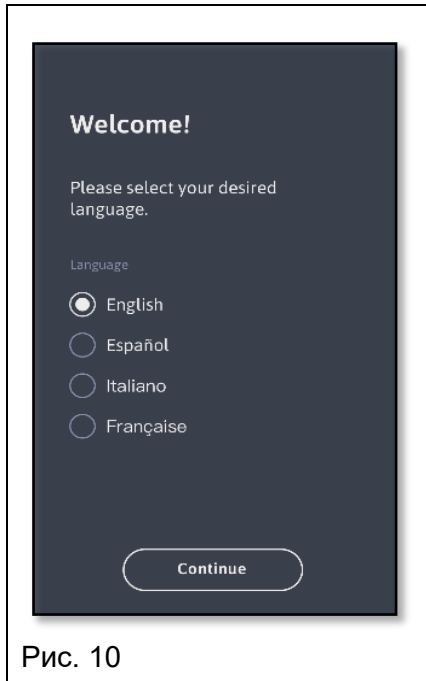 Welcome!
Please select your desired
language.
Language
English
Español
Italiano
Française
Continue
Рис. 10